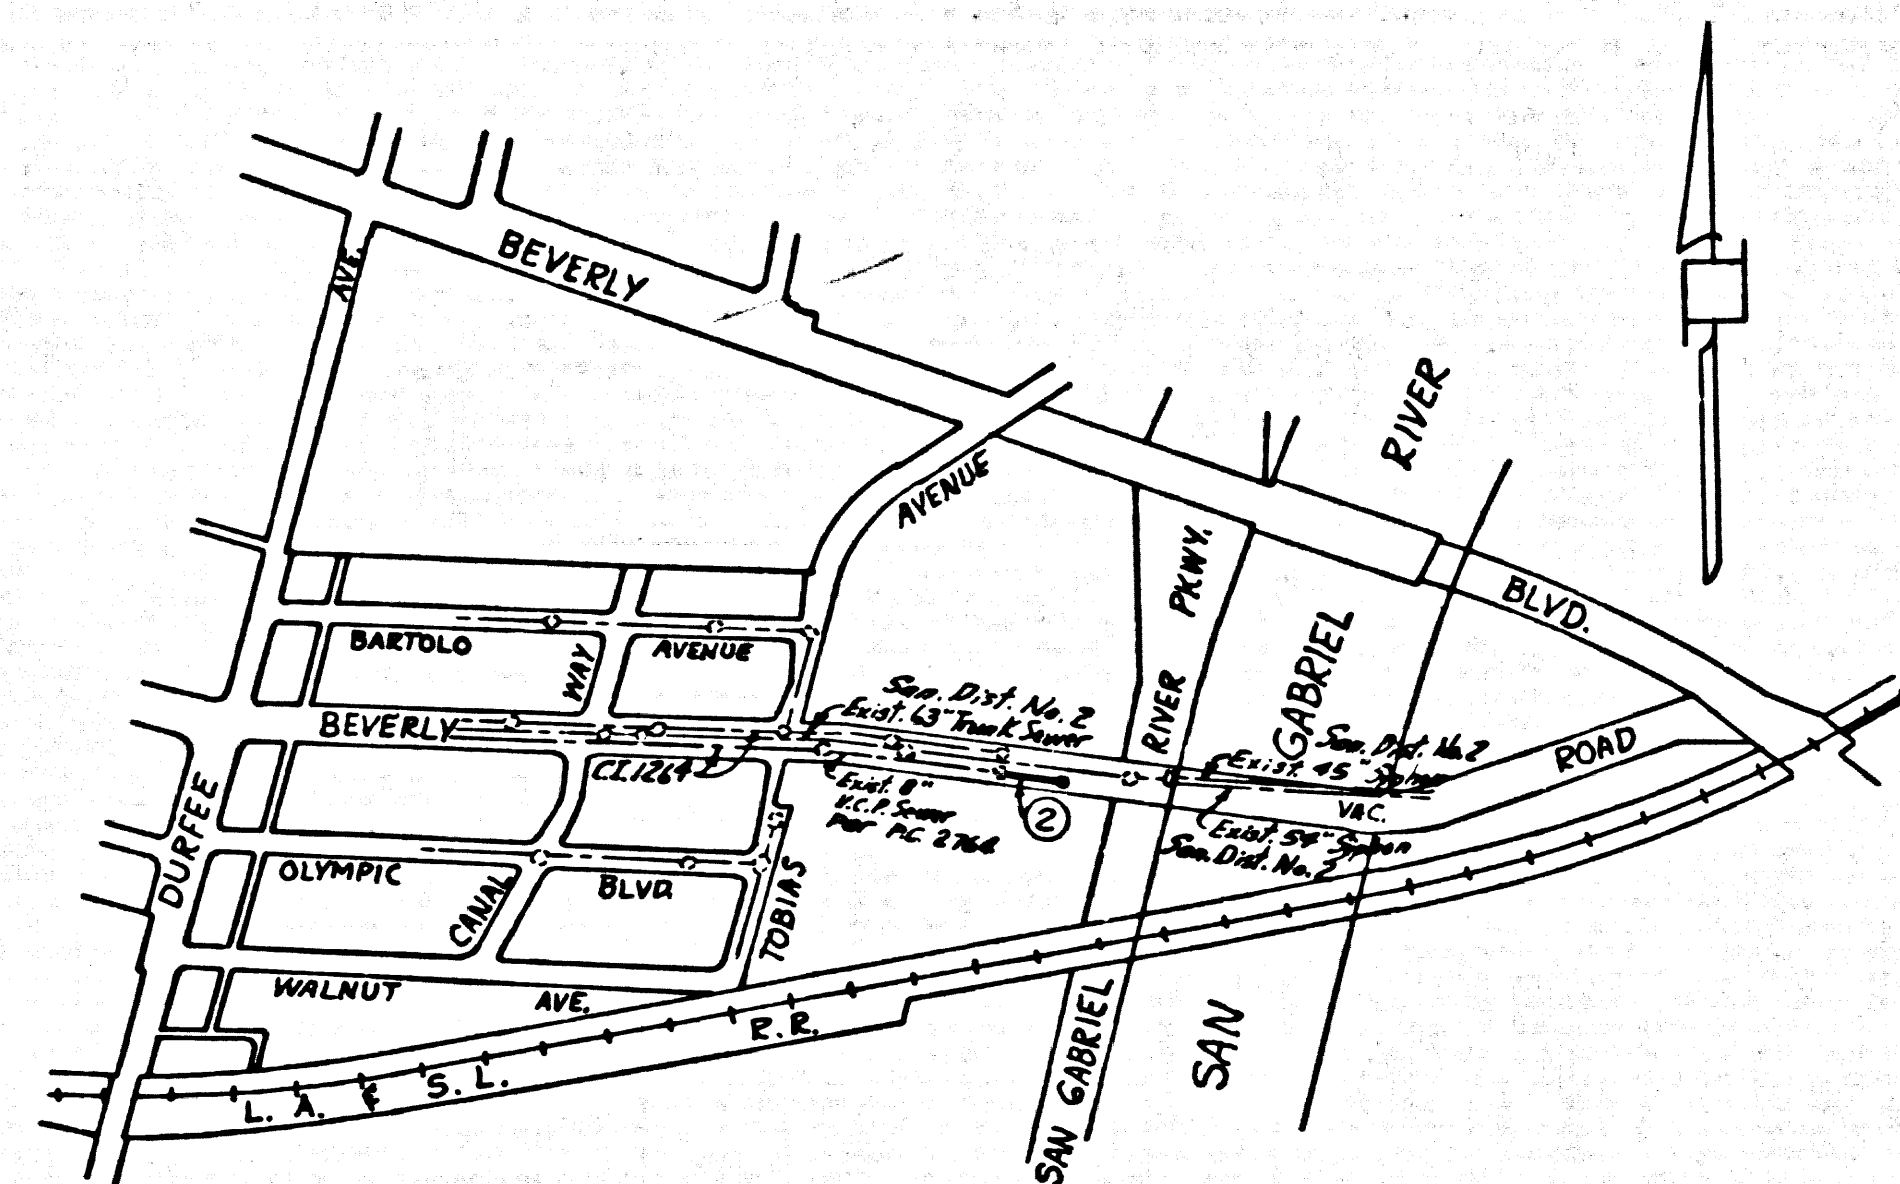 BEVERLY
AVE.
RIVER
AVENUE
PKWY.
BLVD.
BARTOLO
AVENUE
WAY
GABRIEL
San. Dist. No. 2
Exist. 63" Trunk Sewer
RIVER
BEVERLY
San. Dist. No. 2
Exist. 45" Syphon
ROAD
C.I. 1264
Exist. 8"
V.C.P. Sewer
Per P.C. 2764
2
VAC.
Exist. 54" Syphon
San. Dist. No. 2
DURFEE
OLYMPIC
BLVD.
CANAL
TOBIAS
WALNUT
AVE.
SAN GABRIEL
SAN
R. R.
L. A. & S. L.